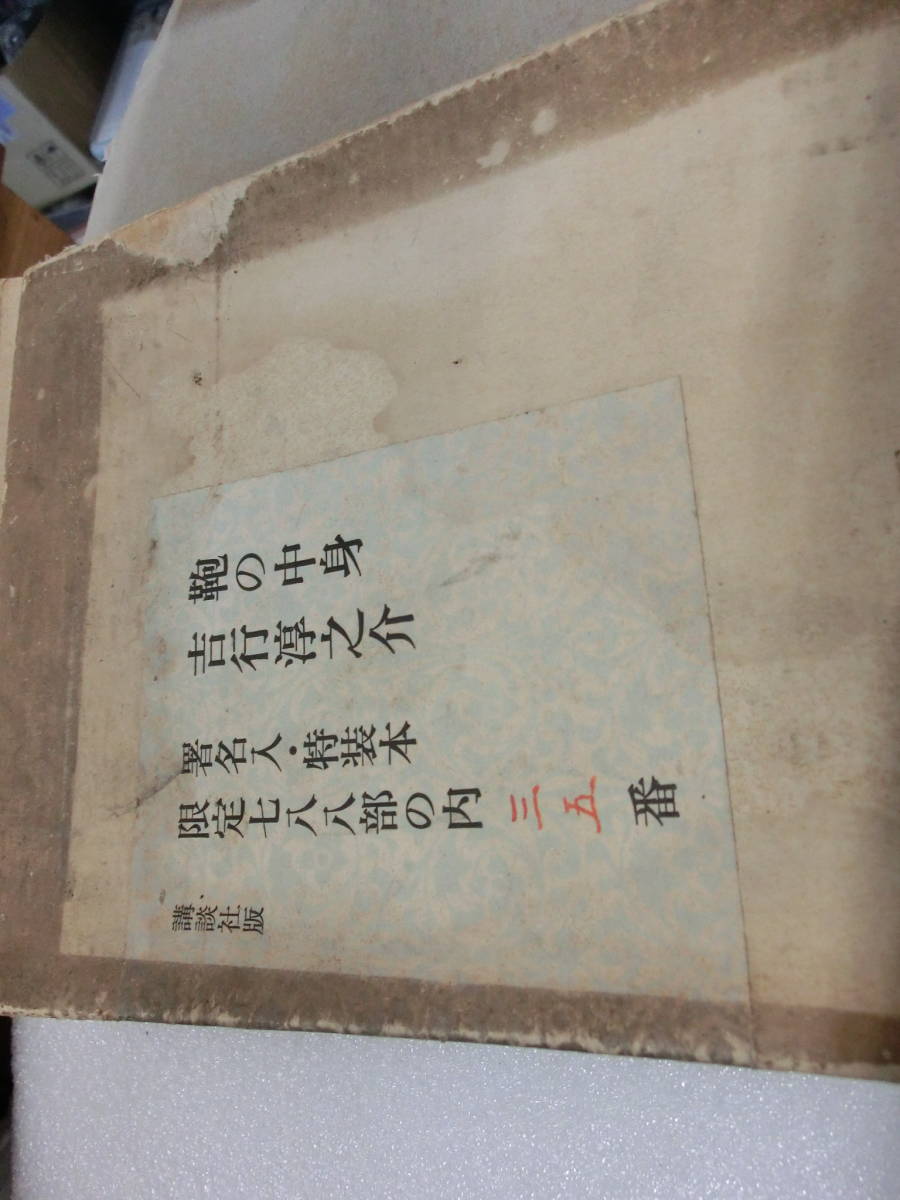 鞄の中身
吉行淳之介
署名入・特装本
限定七八八部の内 三五 番
講談社版